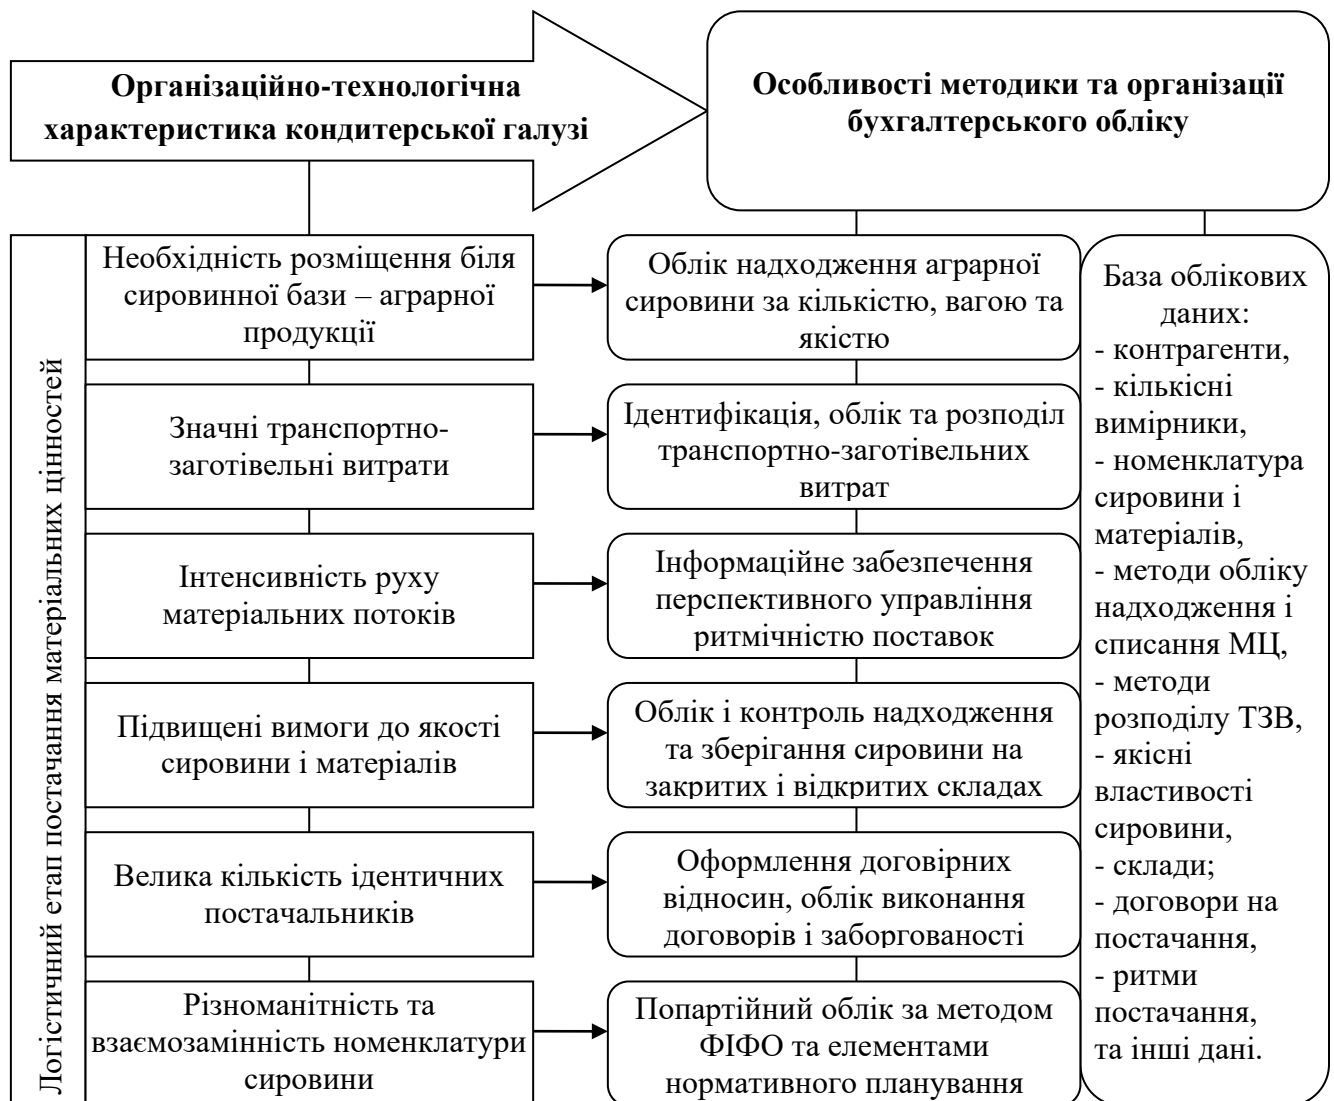 Організаційно-технологічна
характеристика кондитерської галузі
Особливості методики та організації
бухгалтерського обліку
Логістичний етап постачання матеріальних цінностей
Необхідність розміщення біля
сировинної бази – аграрної
продукції
Облік надходження аграрної
сировини за кількістю, вагою та
якістю
Значні транспортно-
заготівельні витрати
Ідентифікація, облік та розподіл
транспортно-заготівельних
витрат
Інтенсивність руху
матеріальних потоків
Інформаційне забезпечення
перспективного управління
ритмічністю поставок
Підвищені вимоги до якості
сировини і матеріалів
Облік і контроль надходження
та зберігання сировини на
закритих і відкритих складах
Велика кількість ідентичних
постачальників
Оформлення договірних
відносин, облік виконання
договорів і заборгованості
Різноманітність та
взаємозамінність номенклатури
сировини
Попартійний облік за методом
ФІФО та елементами
нормативного планування
База облікових
даних:
- контрагенти,
- кількісні
вимірники,
- номенклатура
сировини і
матеріалів,
- методи обліку
надходження і
списання МЦ,
- методи
розподілу ТЗВ,
- якісні
властивості
сировини,
- склади;
- договори на
постачання,
- ритми
постачання,
та інші дані.